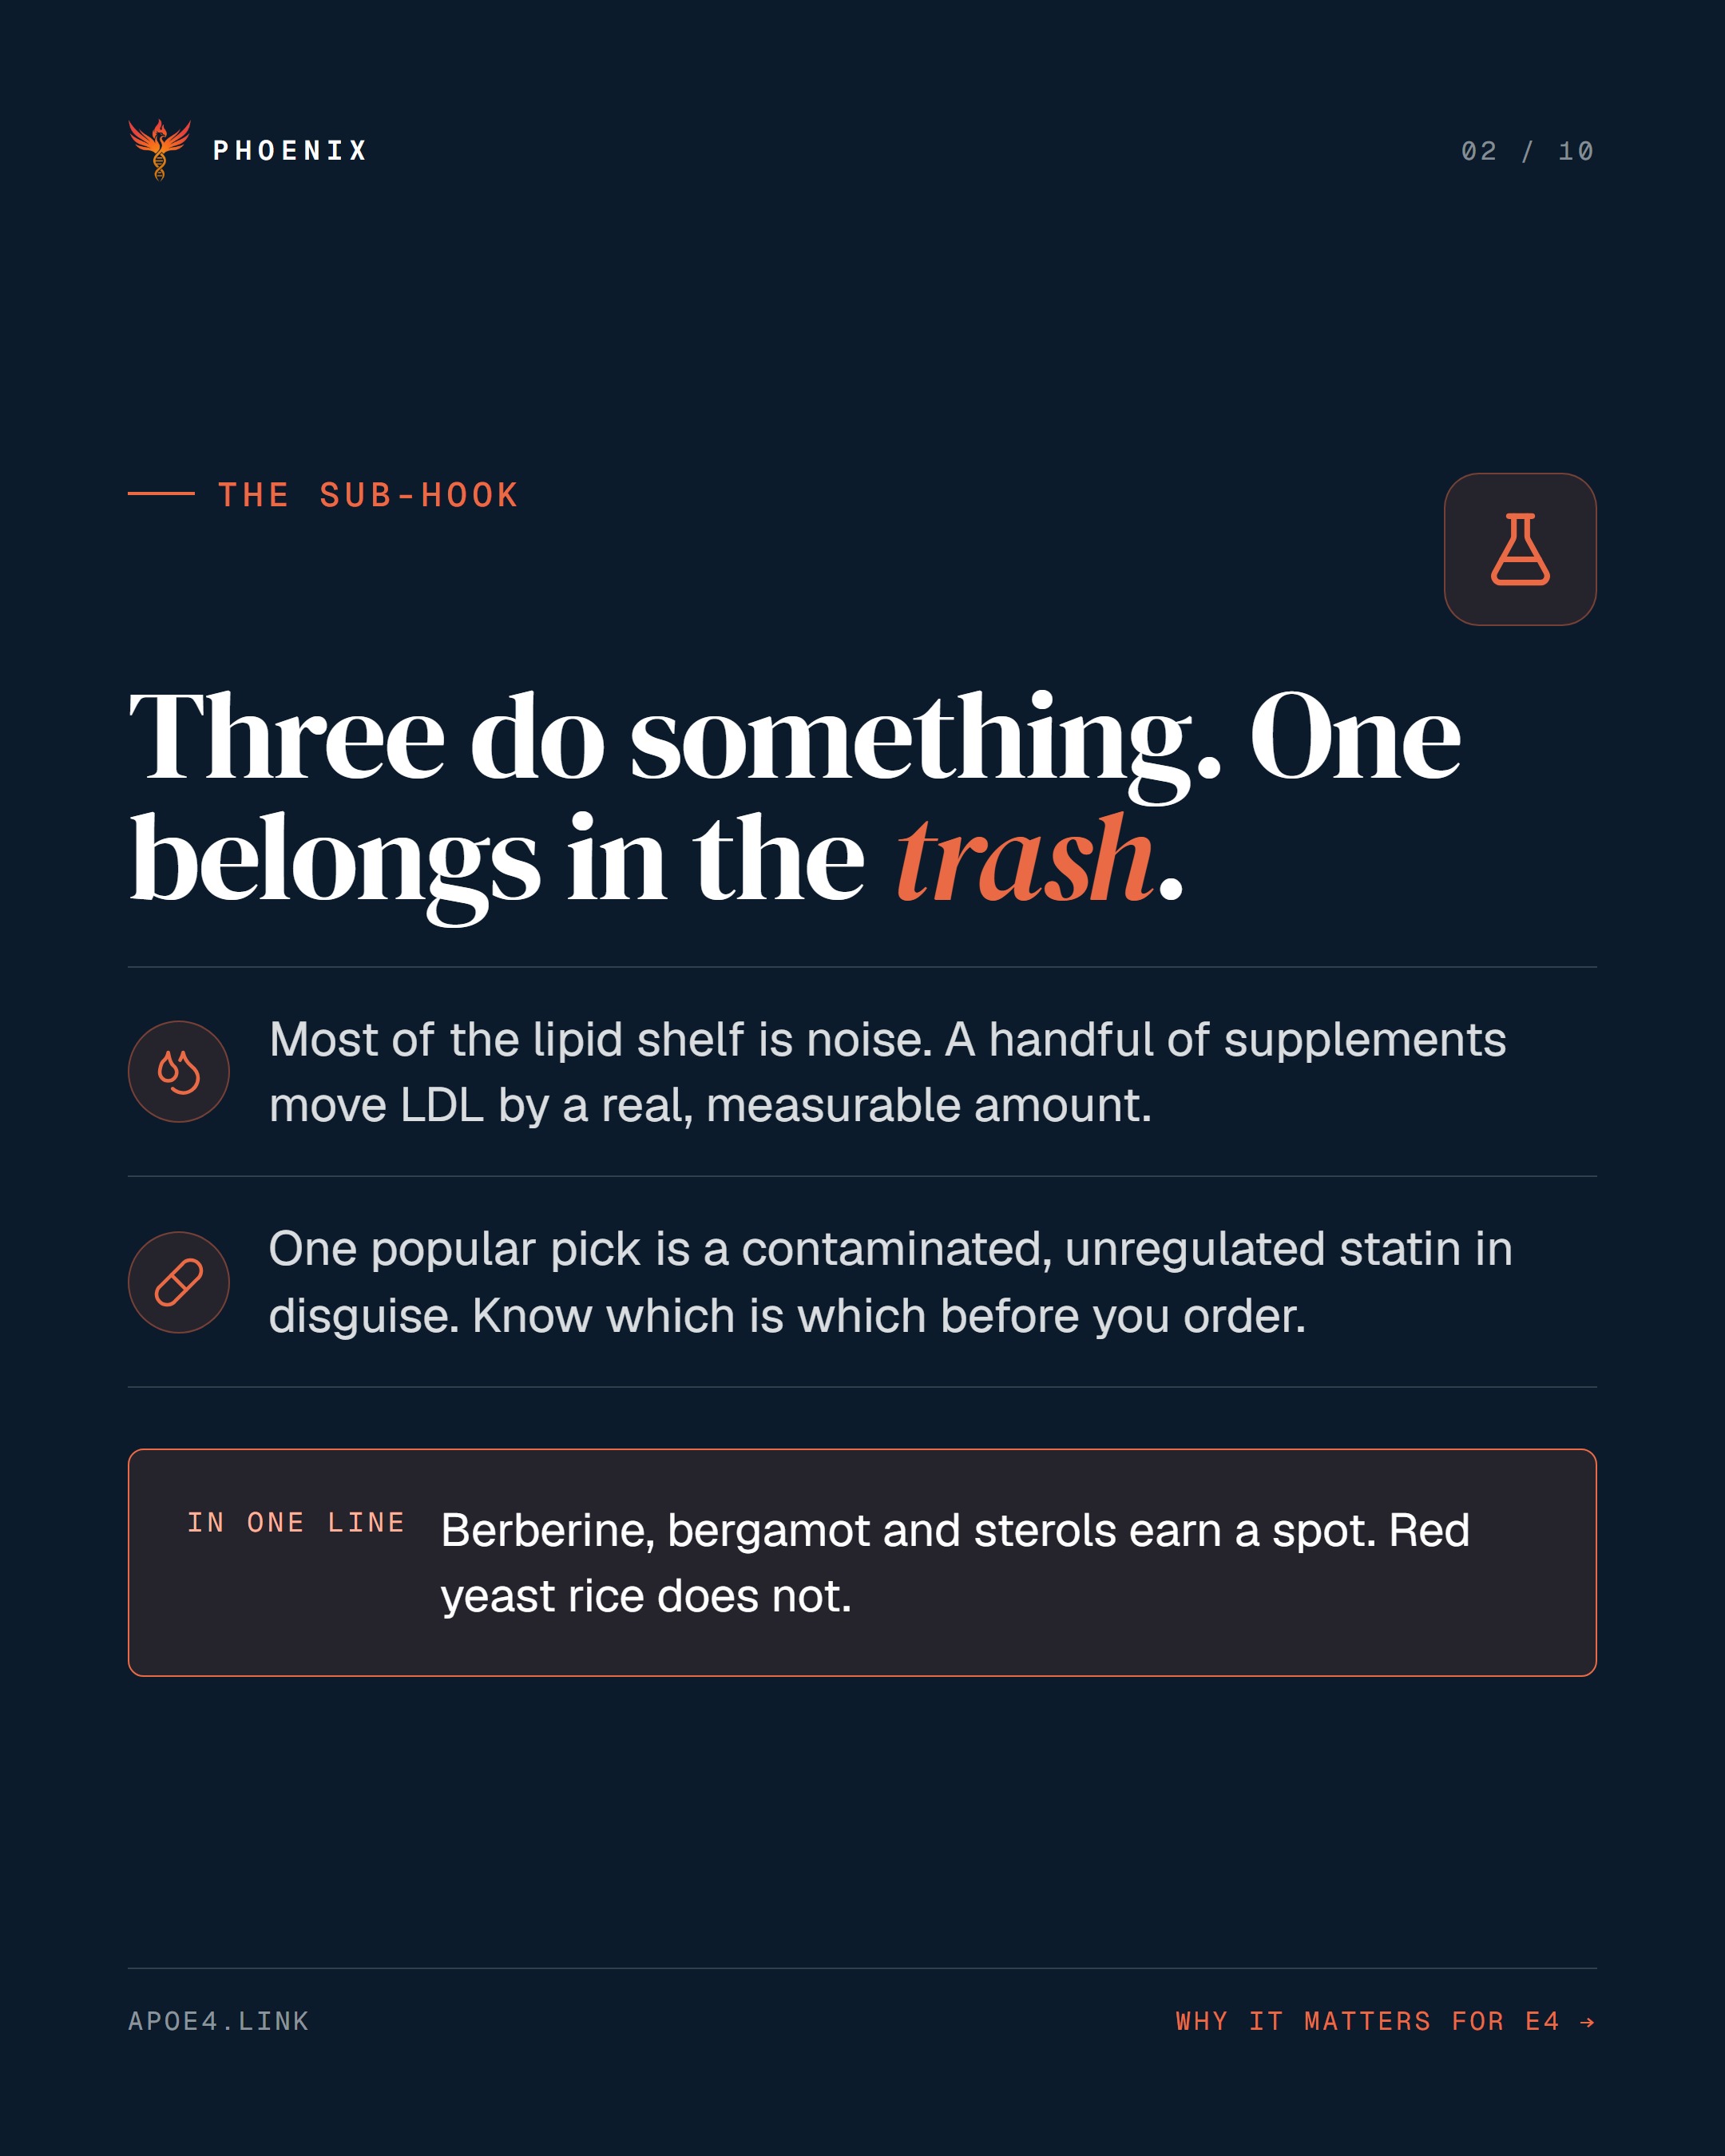 PHOENIX
02 / 10
THE SUB-HOOK
Three do something. One
belongs in the trash.
Most of the lipid shelf is noise. A handful of supplements
move LDL by a real, measurable amount.
One popular pick is a contaminated, unregulated statin in
disguise. Know which is which before you order.
IN ONE LINE
Berberine, bergamot and sterols earn a spot. Red
yeast rice does not.
APOE4.LINK
WHY IT MATTERS FOR E4 →